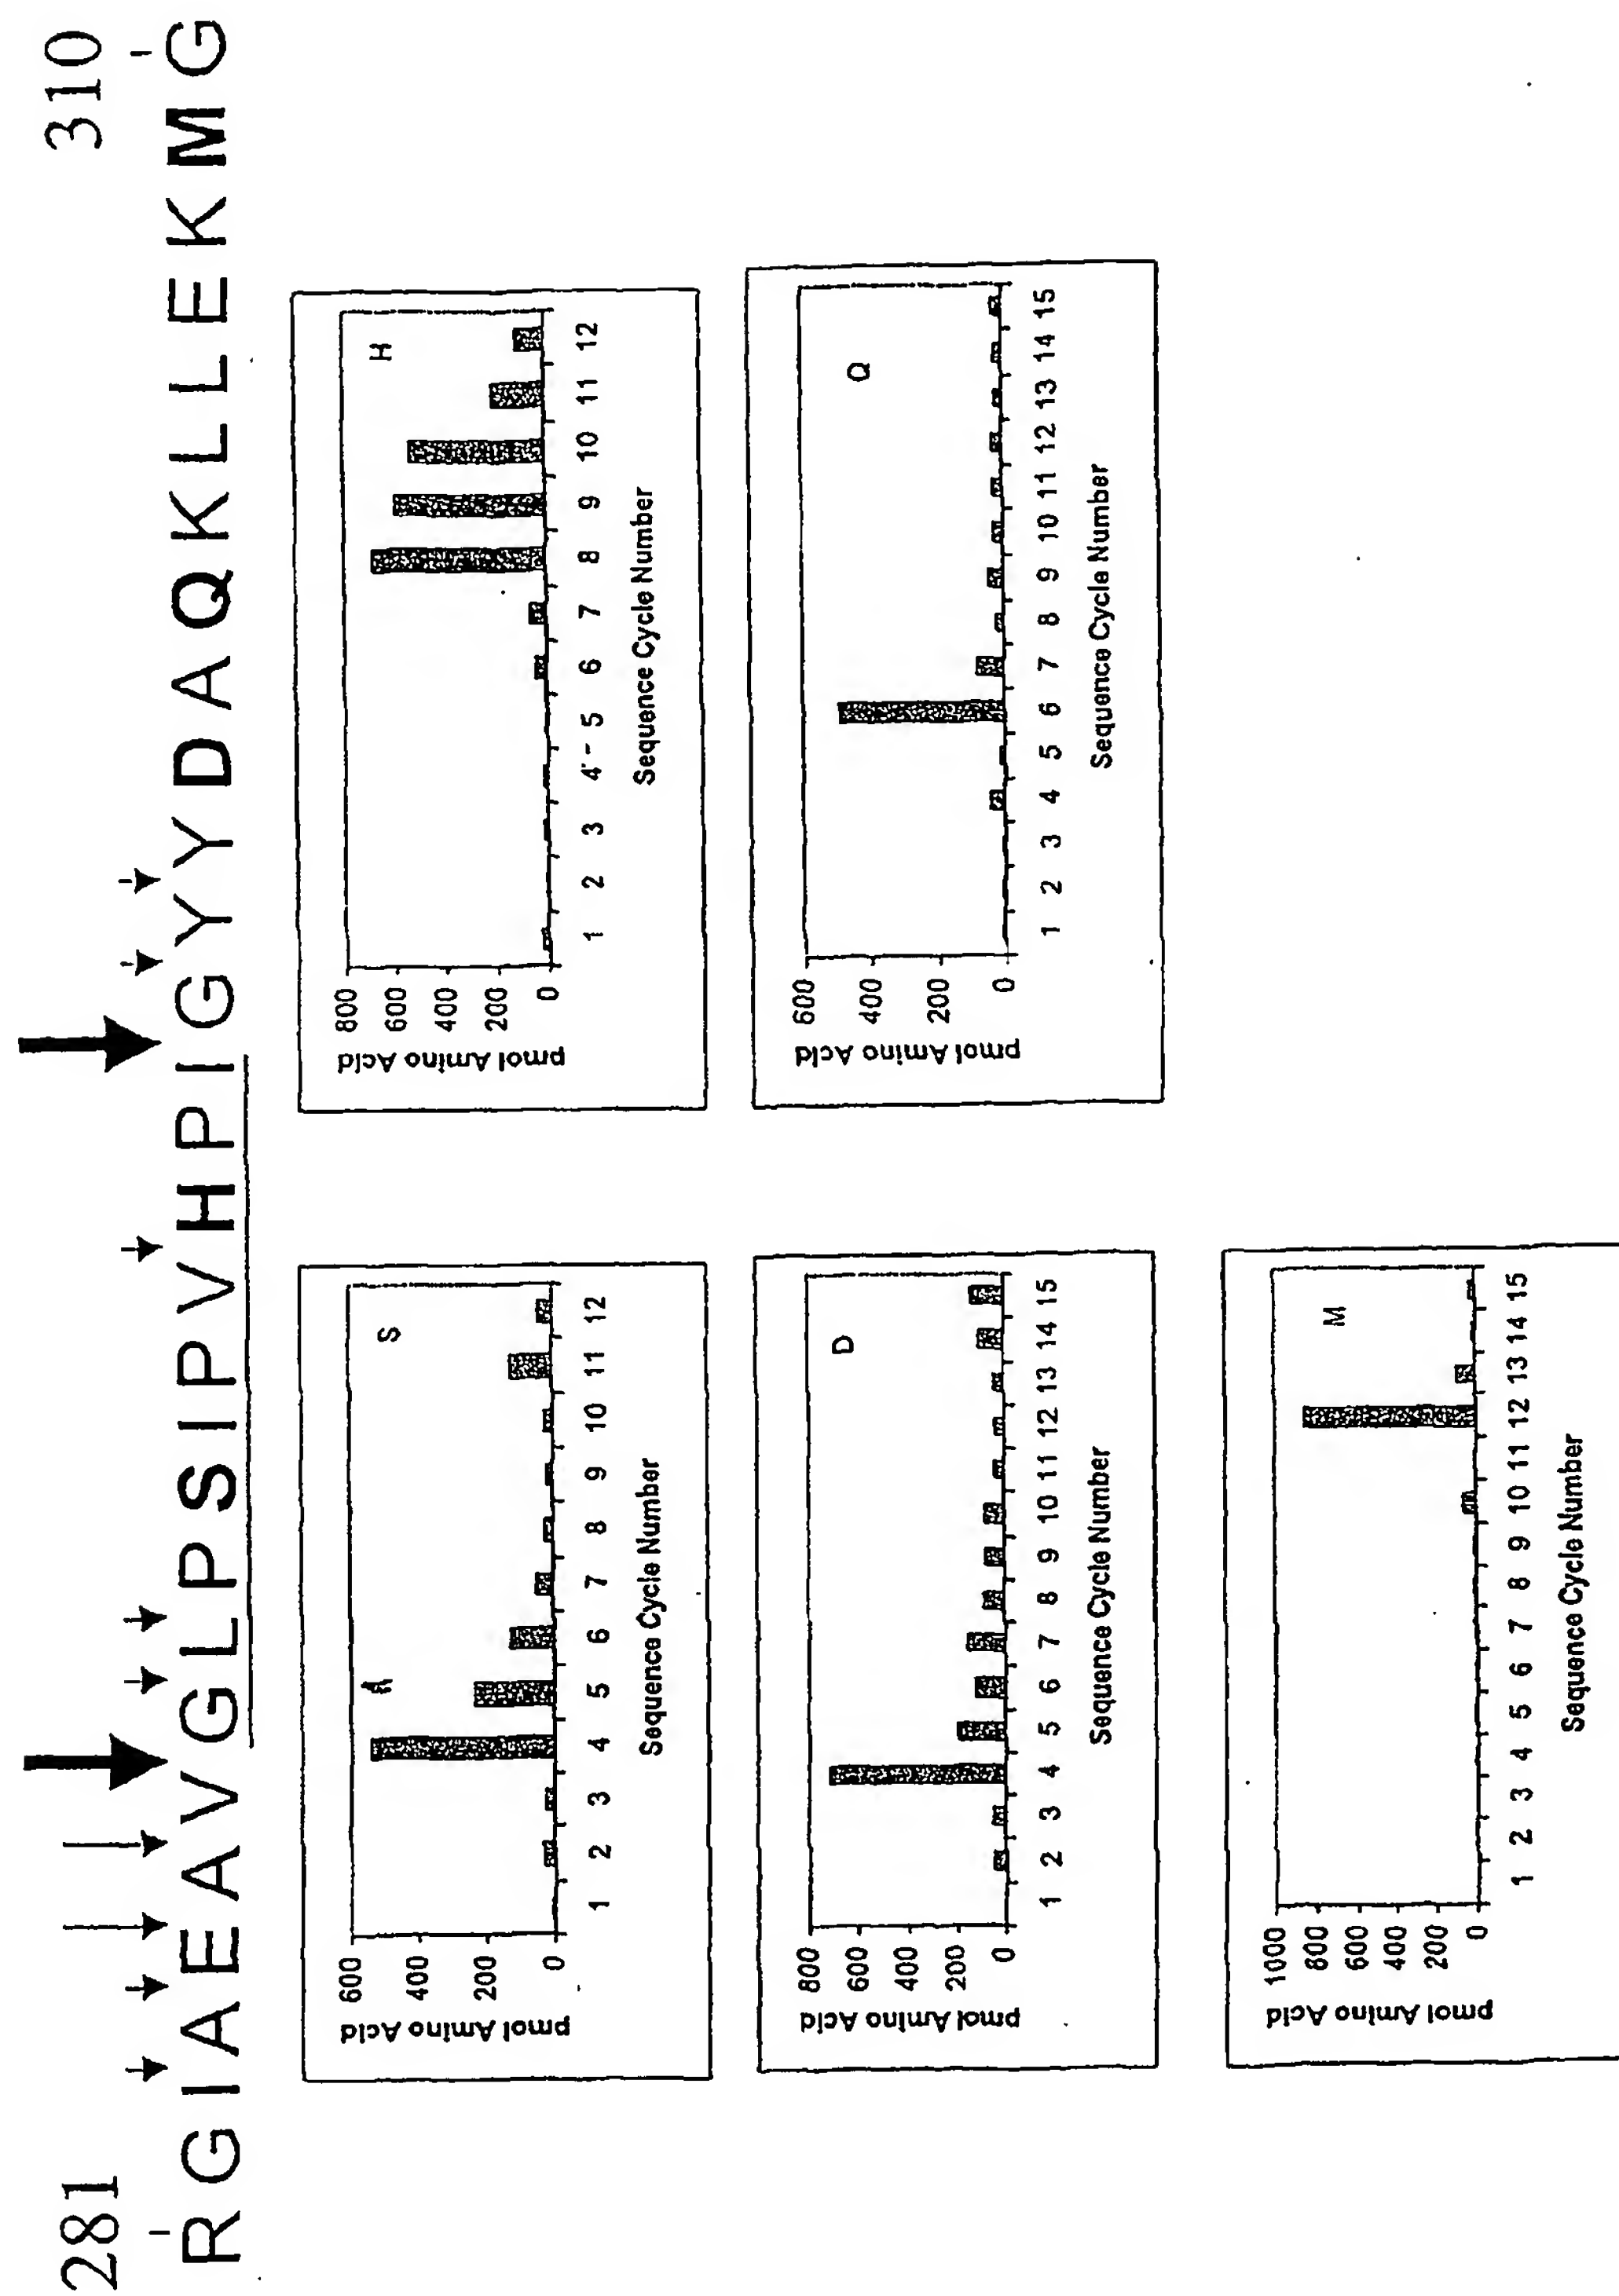 281 310
R G I A E A V G L P S I P V H P I G Y Y D A Q K L L E K M G
S
pmol Amino Acid
600
400
200
0
1 2 3 4 5 6 7 8 9 10 11 12
Sequence Cycle Number
H
pmol Amino Acid
800
600
400
200
0
1 2 3 4 - 5 6 7 8 9 10 11 12
Sequence Cycle Number
D
pmol Amino Acid
800
600
400
200
0
1 2 3 4 5 6 7 8 9 10 11 12 13 14 15
Sequence Cycle Number
Q
pmol Amino Acid
600
400
200
0
1 2 3 4 5 6 7 8 9 10 11 12 13 14 15
Sequence Cycle Number
M
pmol Amino Acid
1000
800
600
400
200
0
1 2 3 4 5 6 7 8 9 10 11 12 13 14 15
Sequence Cycle Number